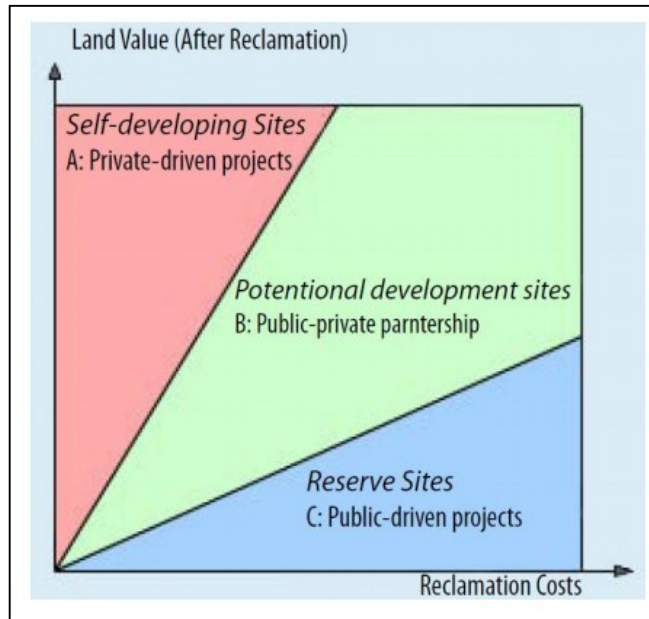 Land Value (After Reclamation)
Self-developing Sites
A: Private-driven projects
Potentional development sites
B: Public-private parntership
Reserve Sites
C: Public-driven projects
Reclamation Costs